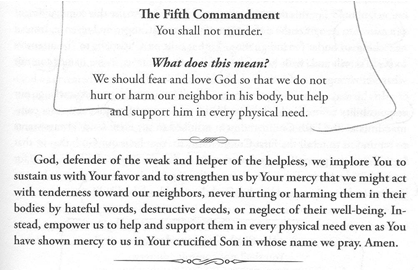 The Fifth Commandment
You shall not murder.
What does this mean?
We should fear and love God so that we do not
hurt or harm our neighbor in his body, but help
and support him in every physical need.
God, defender of the weak and helper of the helpless, we implore You to
sustain us with Your favor and to strengthen us by Your mercy that we might act
with tenderness toward our neighbors, never hurting or harming them in their
bodies by hateful words, destructive deeds, or neglect of their well-being. In-
stead, empower us to help and support them in every physical need even as You
have shown mercy to us in Your crucified Son in whose name we pray. Amen.